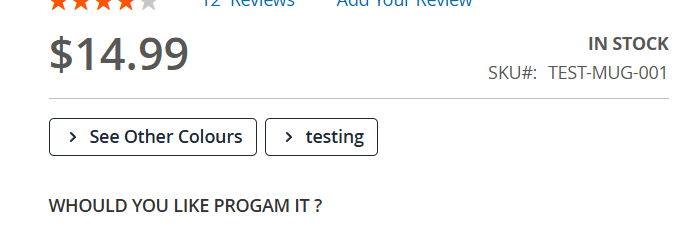 12 Reviews Add Your Review
$14.99
IN STOCK
SKU#: TEST-MUG-001
See Other Colours testing
WHOULD YOU LIKE PROGAM IT ?